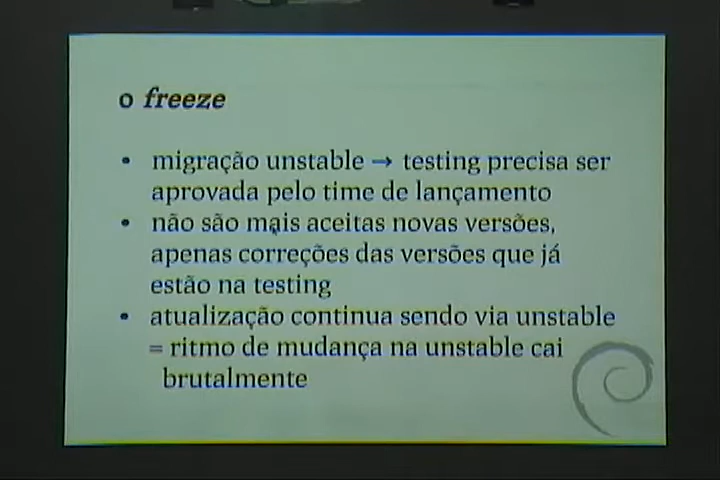 o freeze
• migração unstable → testing precisa ser
aprovada pelo time de lançamento
• não são mais aceitas novas versões,
apenas correções das versões que já
estão na testing
• atualização continua sendo via unstable
= ritmo de mudança na unstable cai
brutalmente